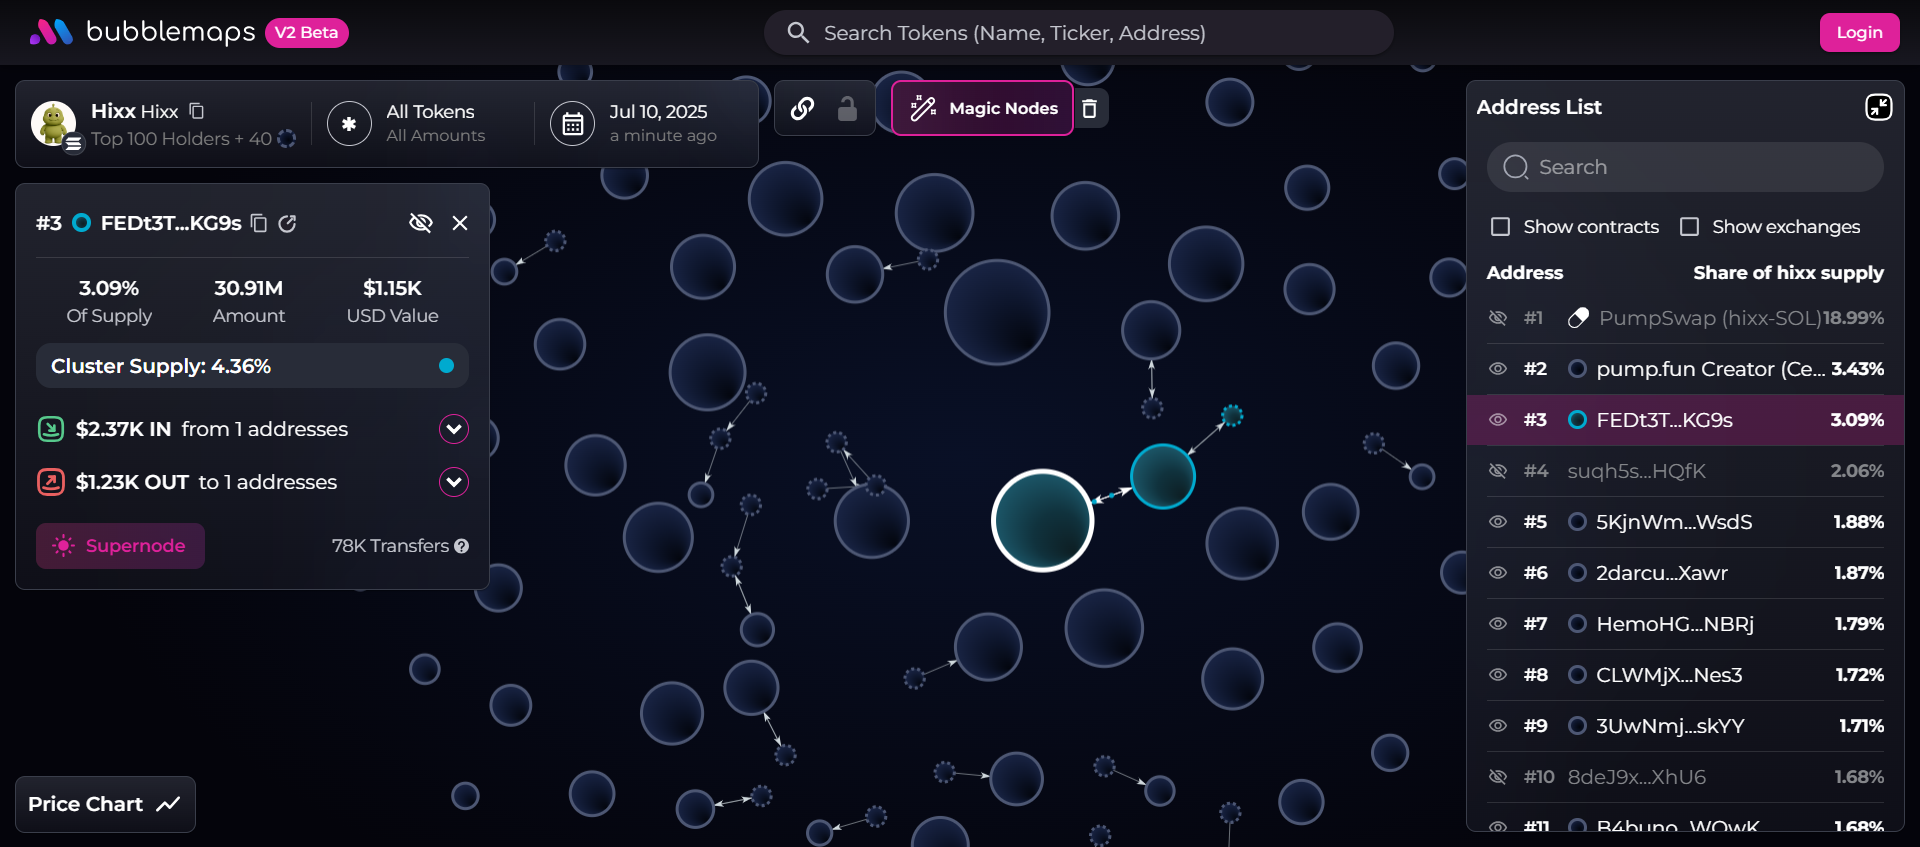 bubblemaps V2 Beta
Search Tokens (Name, Ticker, Address)
Login
Hixx Hixx
Top 100 Holders + 40
All Tokens
All Amounts
Jul 10, 2025
a minute ago
Magic Nodes
#3 FEDt3T...KG9s
3.09% 30.91M $1.15K
Of Supply Amount USD Value
Cluster Supply: 4.36%
$2.37K IN from 1 addresses
$1.23K OUT to 1 addresses
Supernode 78K Transfers
Price Chart
Address List
Search
Show contracts Show exchanges
Address Share of hixx supply
#1 PumpSwap (hixx-SOL) 18.99%
#2 pump.fun Creator (Ce... 3.43%
#3 FEDt3T...KG9s 3.09%
#4 suqh5s...HQfK 2.06%
#5 5KjnWm...WsdS 1.88%
#6 2darcu...Xawr 1.87%
#7 HemoHG...NBRj 1.79%
#8 CLWMjX...Nes3 1.72%
#9 3UwNmj...skYY 1.71%
#10 8deJ9x...XhU6 1.68%
#11 1.68%